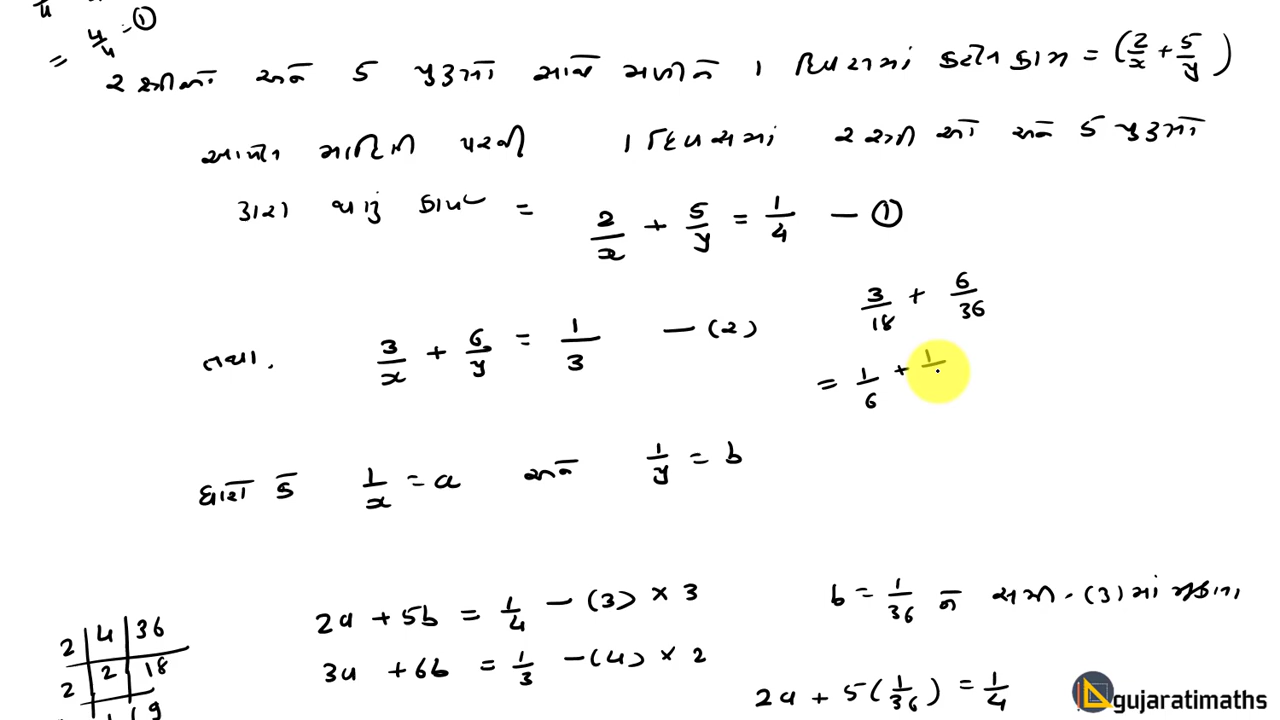 = 4/4 = ①
2 સ્ત્રીઓ અને 5 પુરુષો સાથે મળીને 1 દિવસમાં કરેલ કામ = (2/x + 5/y)
આપેલ માહિતી પરથી 1 દિવસમાં 2 સ્ત્રી ઓ અને 5 પુરુષો
દ્વારા થતું કામ = 2/x + 5/y = 1/4 — ①
3/18 + 6/36
તથા, 3/x + 6/y = 1/3 — (2)
= 1/6 + 1/
ધારો કે 1/x = a અને 1/y = b
2a + 5b = 1/4 — (3) × 3
b = 1/36 ને સમી. (3) માં મૂકતા,
3a + 6b = 1/3 — (4) × 2
2a + 5(1/36) = 1/4
2 | 4 | 36
2 | 2 | 18
9
gujaratimaths